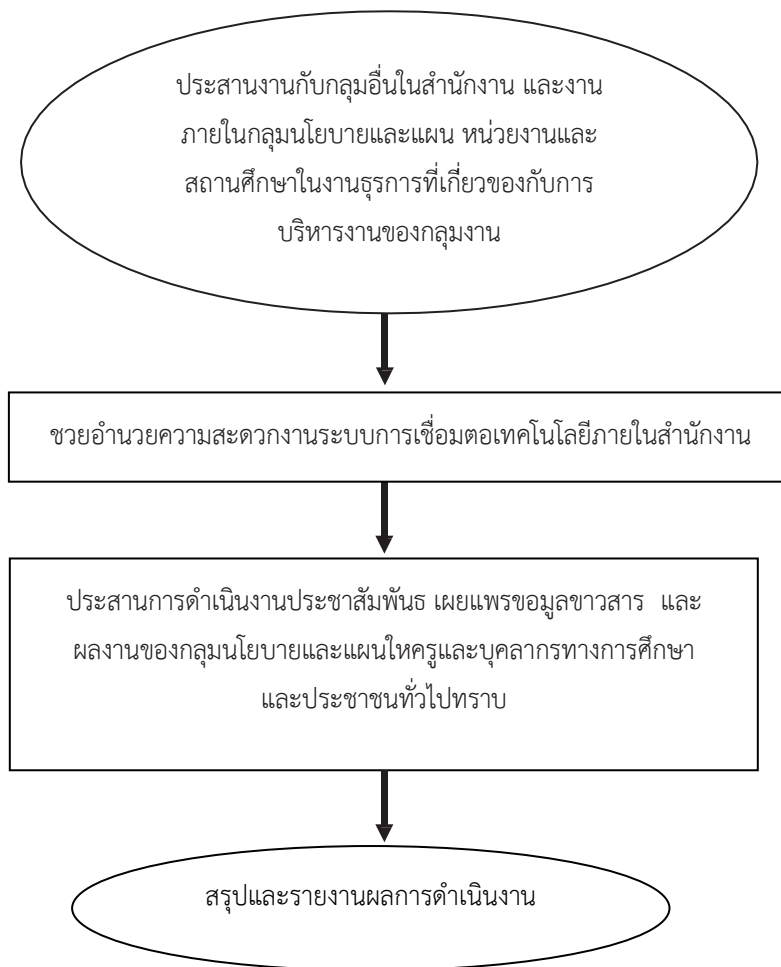 ประสานงานกับกลุมอื่นในสำนักงาน และงาน
ภายในกลุมนโยบายและแผน หน่วยงานและ
สถานศึกษาในงานธุรการที่เกี่ยวของกับการ
บริหารงานของกลุมงาน
ชวยอำนวยความสะดวกงานระบบการเชื่อมตอเทคโนโลยีภายในสำนักงาน
ประสานการดำเนินงานประชาสัมพันธ เผยแพรขอมูลขาวสาร และ
ผลงานของกลุมนโยบายและแผนใหครูและบุคลากรทางการศึกษา
และประชาชนทั่วไปทราบ
สรุปและรายงานผลการดำเนินงาน